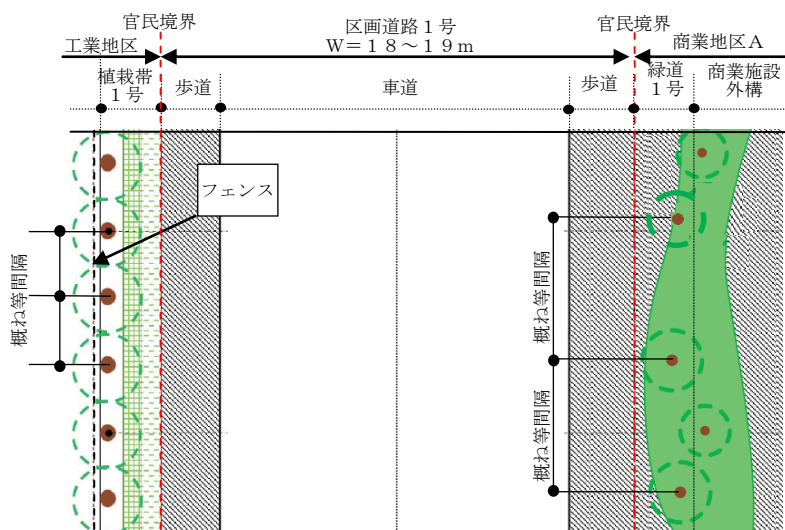 官民境界
区画道路１号
官民境界
工業地区
Ｗ＝１８～１９ｍ
商業地区Ａ
植栽帯
１号
歩道
車道
歩道
緑道
１号
商業施設
外構
フェンス
概ね等間隔
概ね等間隔
概ね等間隔